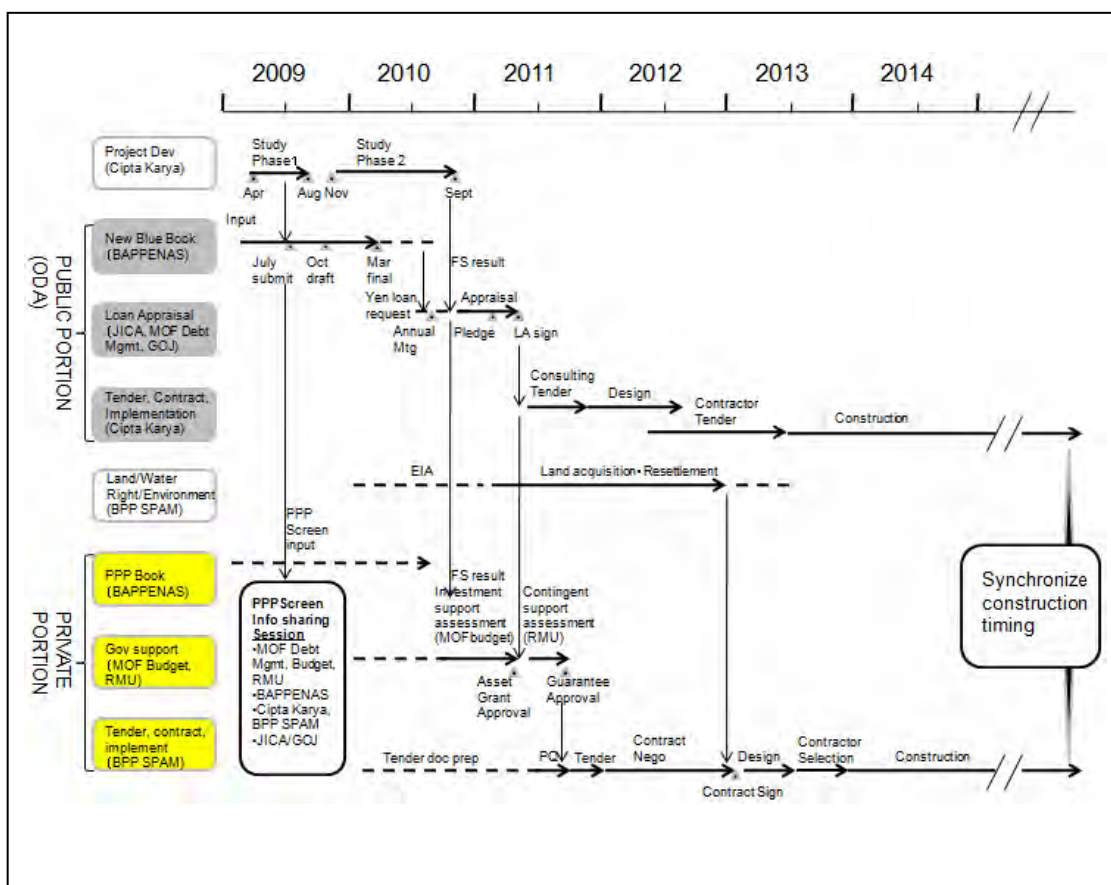 2009 2010 2011 2012 2013 2014
Project Dev
(Cipta Karya)
Study
Phase1
Study
Phase 2
Apr
Aug
Nov
Sept
PUBLIC PORTION
(ODA)
New Blue Book
(BAPPENAS)
Input
July
submit
Oct
draft
Mar
final
FS result
Loan Appraisal
(JICA, MOF Debt
Mgmt, GOJ)
Yen loan
request
Annual
Mtg
Appraisal
Pledge
LA sign
Tender, Contract,
Implementation
(Cipta Karya)
Consulting
Tender
Design
Contractor
Tender
Construction
Land/Water
Right/Environment
(BPP SPAM)
EIA
Land acquisition•Resettlement
PRIVATE
PORTION
PPP Book
(BAPPENAS)
PPP
Screen
input
PPPScreen
Info sharing
Session
•MOF Debt
Mgmt, Budget,
RMU
•BAPPENAS
•Cipta Karya,
BPP SPAM
•JICA/GOJ
FS result
Investment
support
assessment
(MOFbudget)
Contingent
support
assessment
(RMU)
Gov support
(MOF Budget,
RMU)
Asset
Grant
Approval
Guarantee
Approval
Tender, contract,
implement
(BPP SPAM)
Tender doc prep
PQ
Tender
Contract
Nego
Contract Sign
Design
Contractor
Selection
Construction
Synchronize
construction
timing